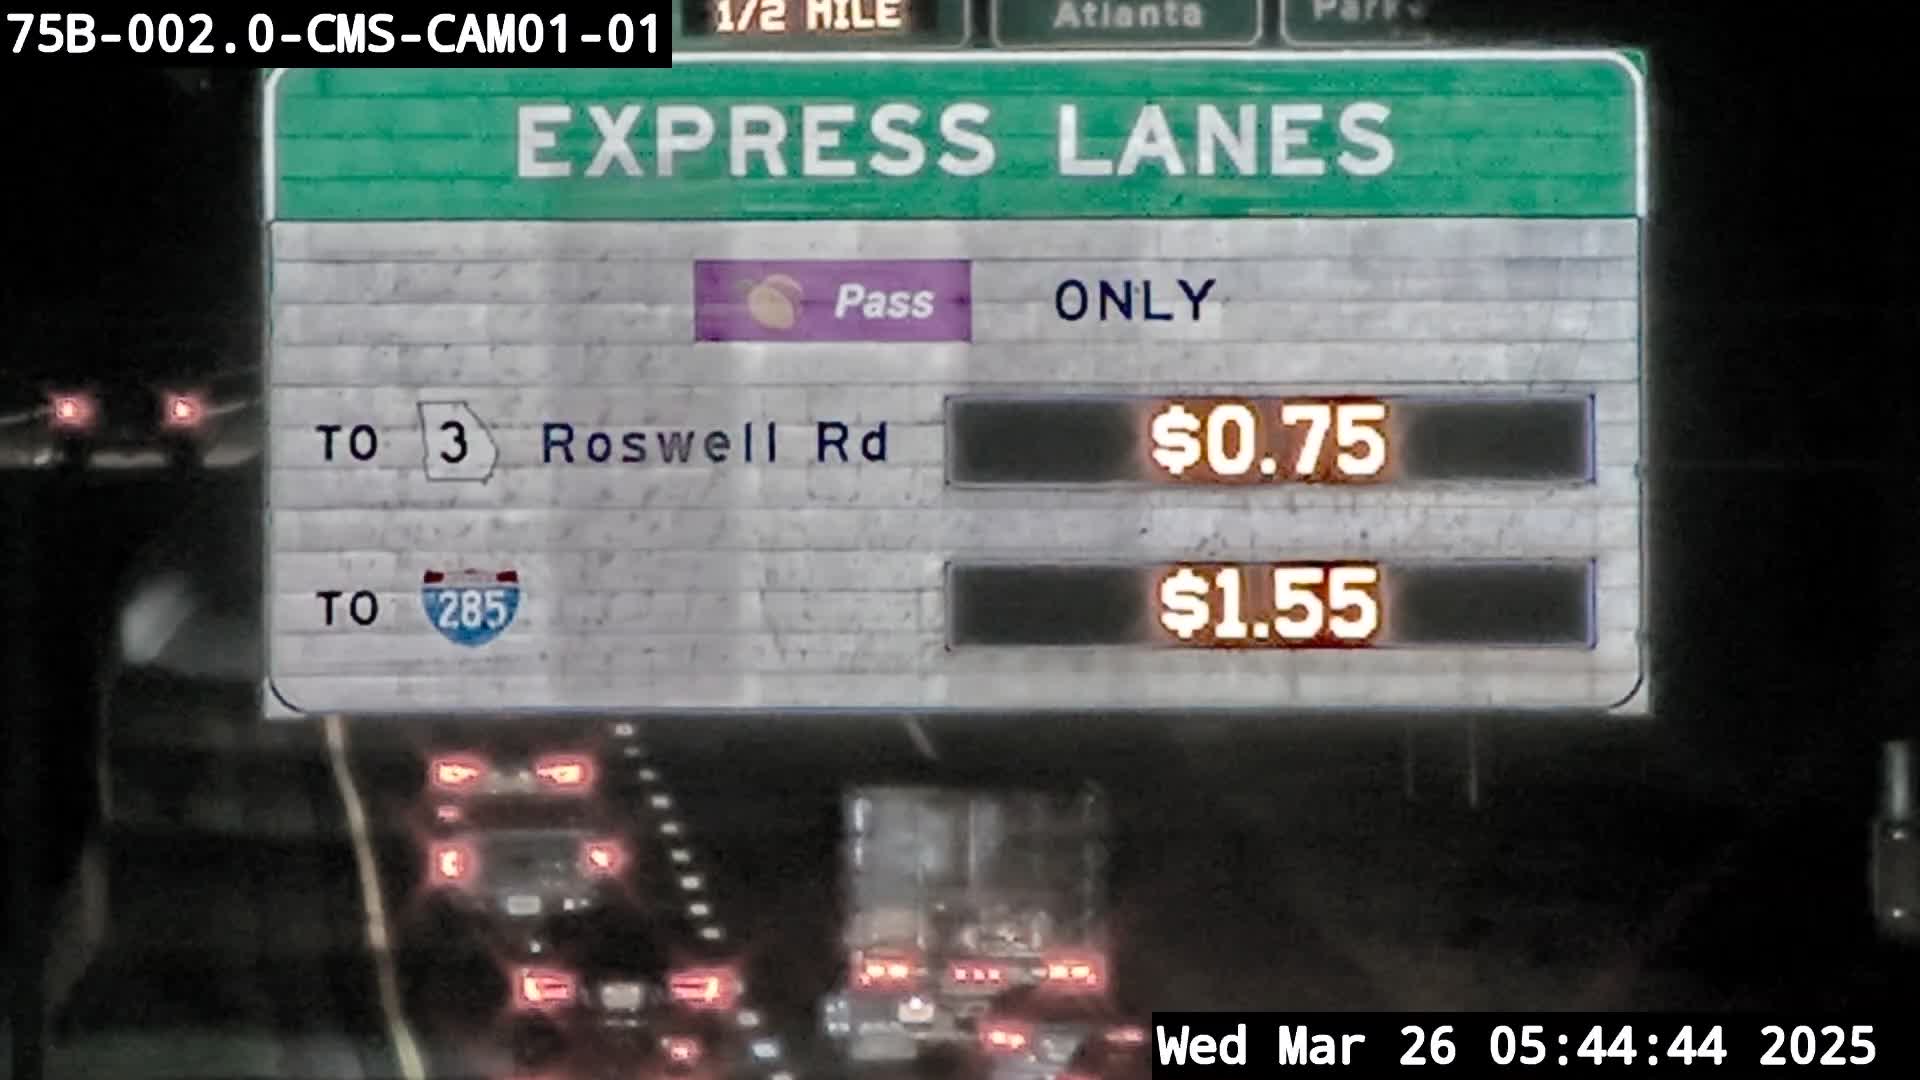 75B-002.0-CMS-CAM01-01
1/2 MILE
Atlanta
EXPRESS LANES
Pass ONLY
TO 3 Roswell Rd $0.75
TO 285 $1.55
Wed Mar 26 05:44:44 2025